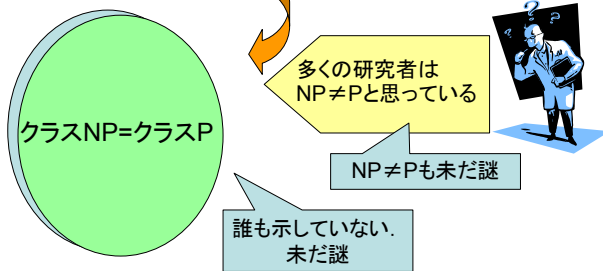 多くの研究者は
NP≠Pと思っている
クラスNP=クラスP
NP≠Pも未だ謎
誰も示していない.
未だ謎
? ? ?